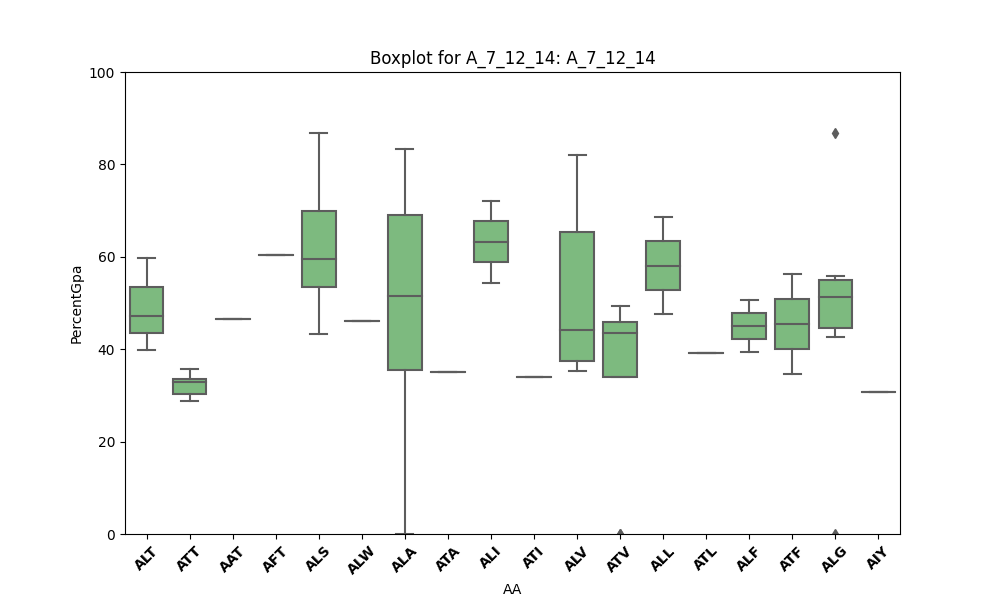 Boxplot for A_7_12_14: A_7_12_14
100
80
60
40
20
0
PercentGpa
ALT ATT AAT AFT ALS ALW ALA ATA ALI ATI ALV ATV ALL ATL ALF ATF ALG AIY
AA